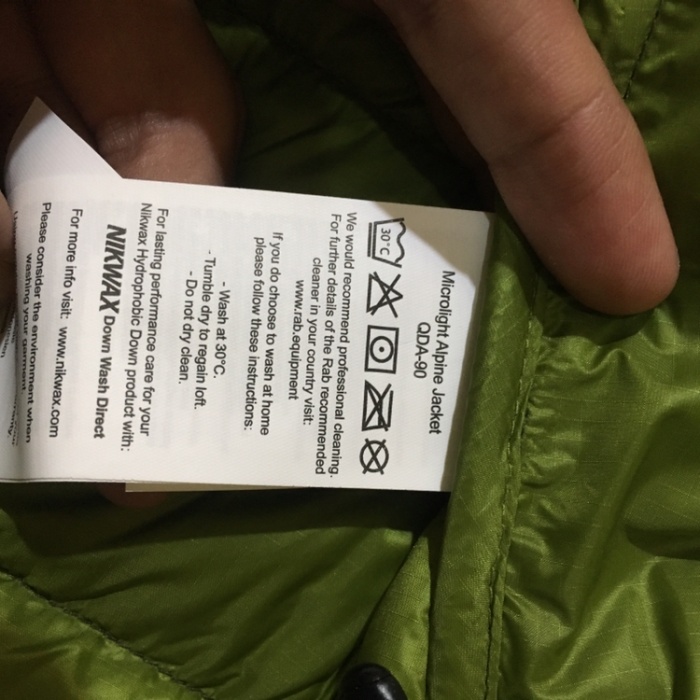 Microlight Alpine Jacket
QDA-90
30°C
We would recommend professional cleaning.
For further details of the Rab recommended
cleaner in your country visit:
www.rab.equipment
If you do choose to wash at home
please follow these instructions:
- Wash at 30°C.
- Tumble dry to regain loft.
- Do not dry clean.
For lasting performance care for your
Nikwax Hydrophobic Down product with:
NIKWAX Down Wash Direct
For more info visit: www.nikwax.com
Please consider the environment when
washing your garment